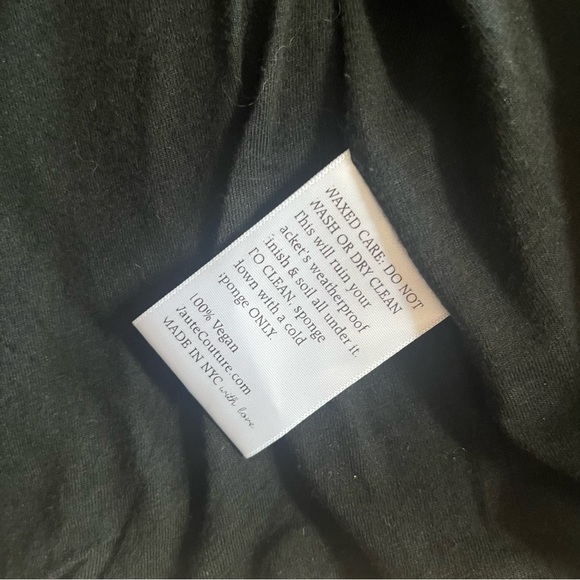 WAXED CARE: DO NOT
WASH OR DRY CLEAN
This will ruin your
acket's weatherproof
inish & soil all under it.
TO CLEAN, sponge
down with a cold
sponge ONLY.
100% Vegan
VauteCouture.com
MADE IN NYC with love